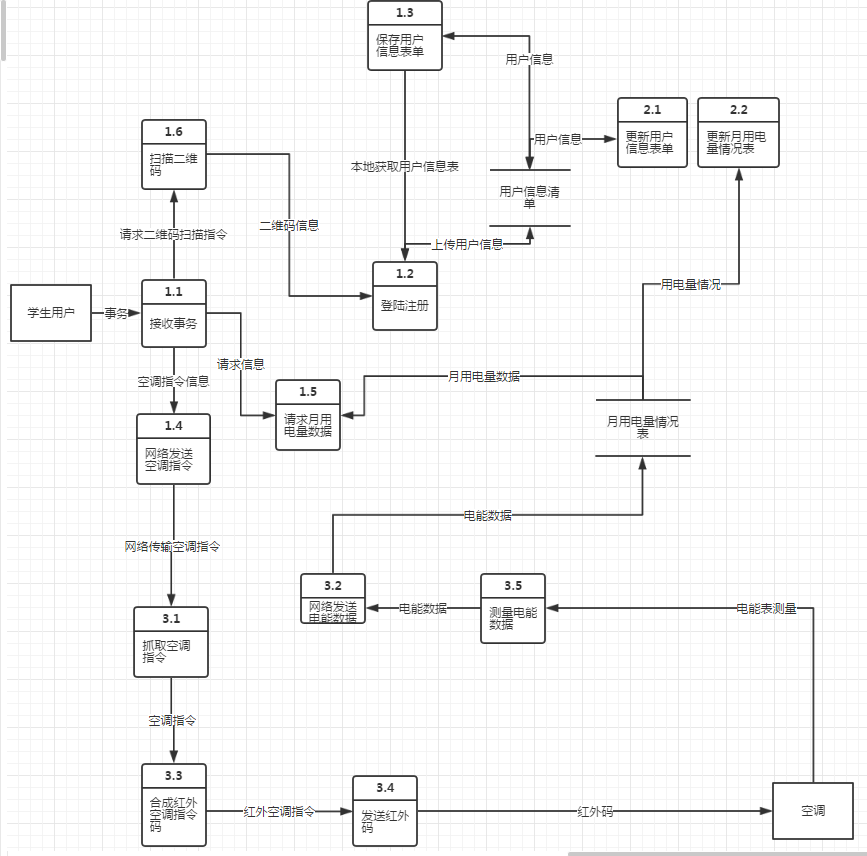 1.3
保存用户
信息表单
用户信息
2.1
更新用户
信息表单
2.2
更新月用电
量情况表
1.6
扫描二维
码
用户信息
本地获取用户信息表
用户信息清
单
请求二维码扫描指令
二维码信息
上传用户信息
1.2
登陆注册
学生用户
事务
1.1
接收事务
用电量情况
请求信息
空调指令信息
月用电量数据
1.5
请求月用
电量数据
1.4
网络发送
空调指令
月用电量情况
表
电能数据
网络传输空调指令
3.2
网络发送
电能数据
电能数据
3.5
测量电能
数据
电能表测量
3.1
抓取空调
指令
空调指令
3.3
合成红外
空调指令
码
红外空调指令
3.4
发送红外
码
红外码
空调